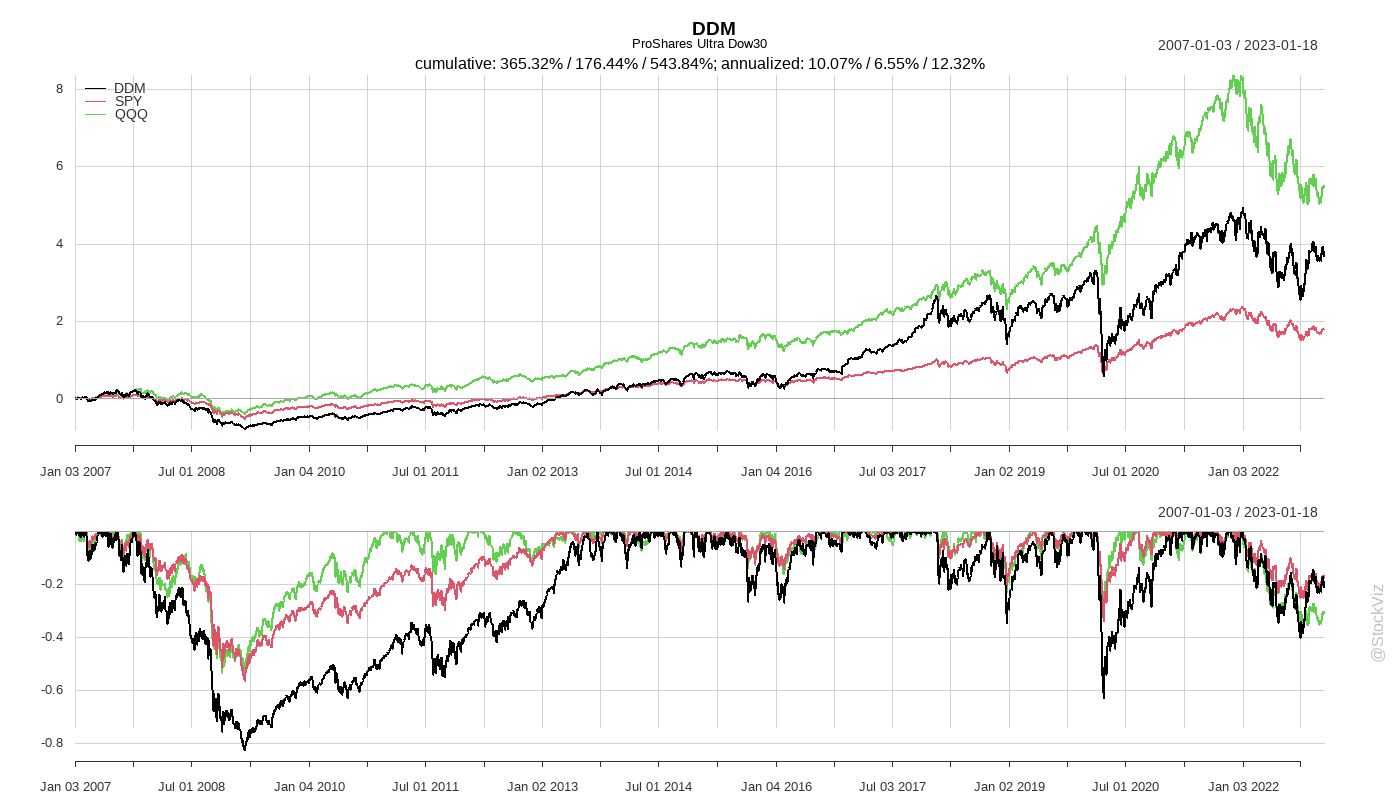 DDM
ProShares Ultra Dow30
2007-01-03 / 2023-01-18
cumulative: 365.32% / 176.44% / 543.84%; annualized: 10.07% / 6.55% / 12.32%
DDM
SPY
QQQ
8
6
4
2
0
Jan 03 2007 Jul 01 2008 Jan 04 2010 Jul 01 2011 Jan 02 2013 Jul 01 2014 Jan 04 2016 Jul 03 2017 Jan 02 2019 Jul 01 2020 Jan 03 2022
2007-01-03 / 2023-01-18
-0.2
-0.4
-0.6
-0.8
Jan 03 2007 Jul 01 2008 Jan 04 2010 Jul 01 2011 Jan 02 2013 Jul 01 2014 Jan 04 2016 Jul 03 2017 Jan 02 2019 Jul 01 2020 Jan 03 2022
@StockViz